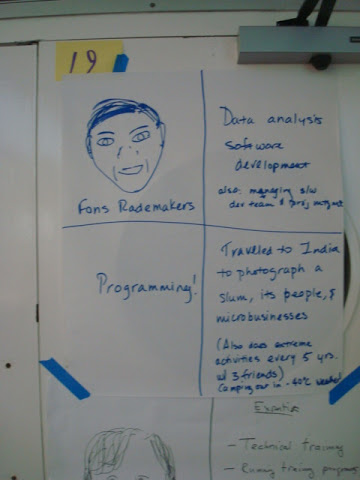 19
Fons Rademakers
Data analysis
software
development
also: managing s/w
dev team & proj mgmt
Programming!
Traveled to India
to photograph a
slum, its people, &
microbusinesses
(Also does extreme
activities every 5 yrs.
w/ 3 friends)
Camping out in -40°C
Expertise
- Technical training
- Running training programs